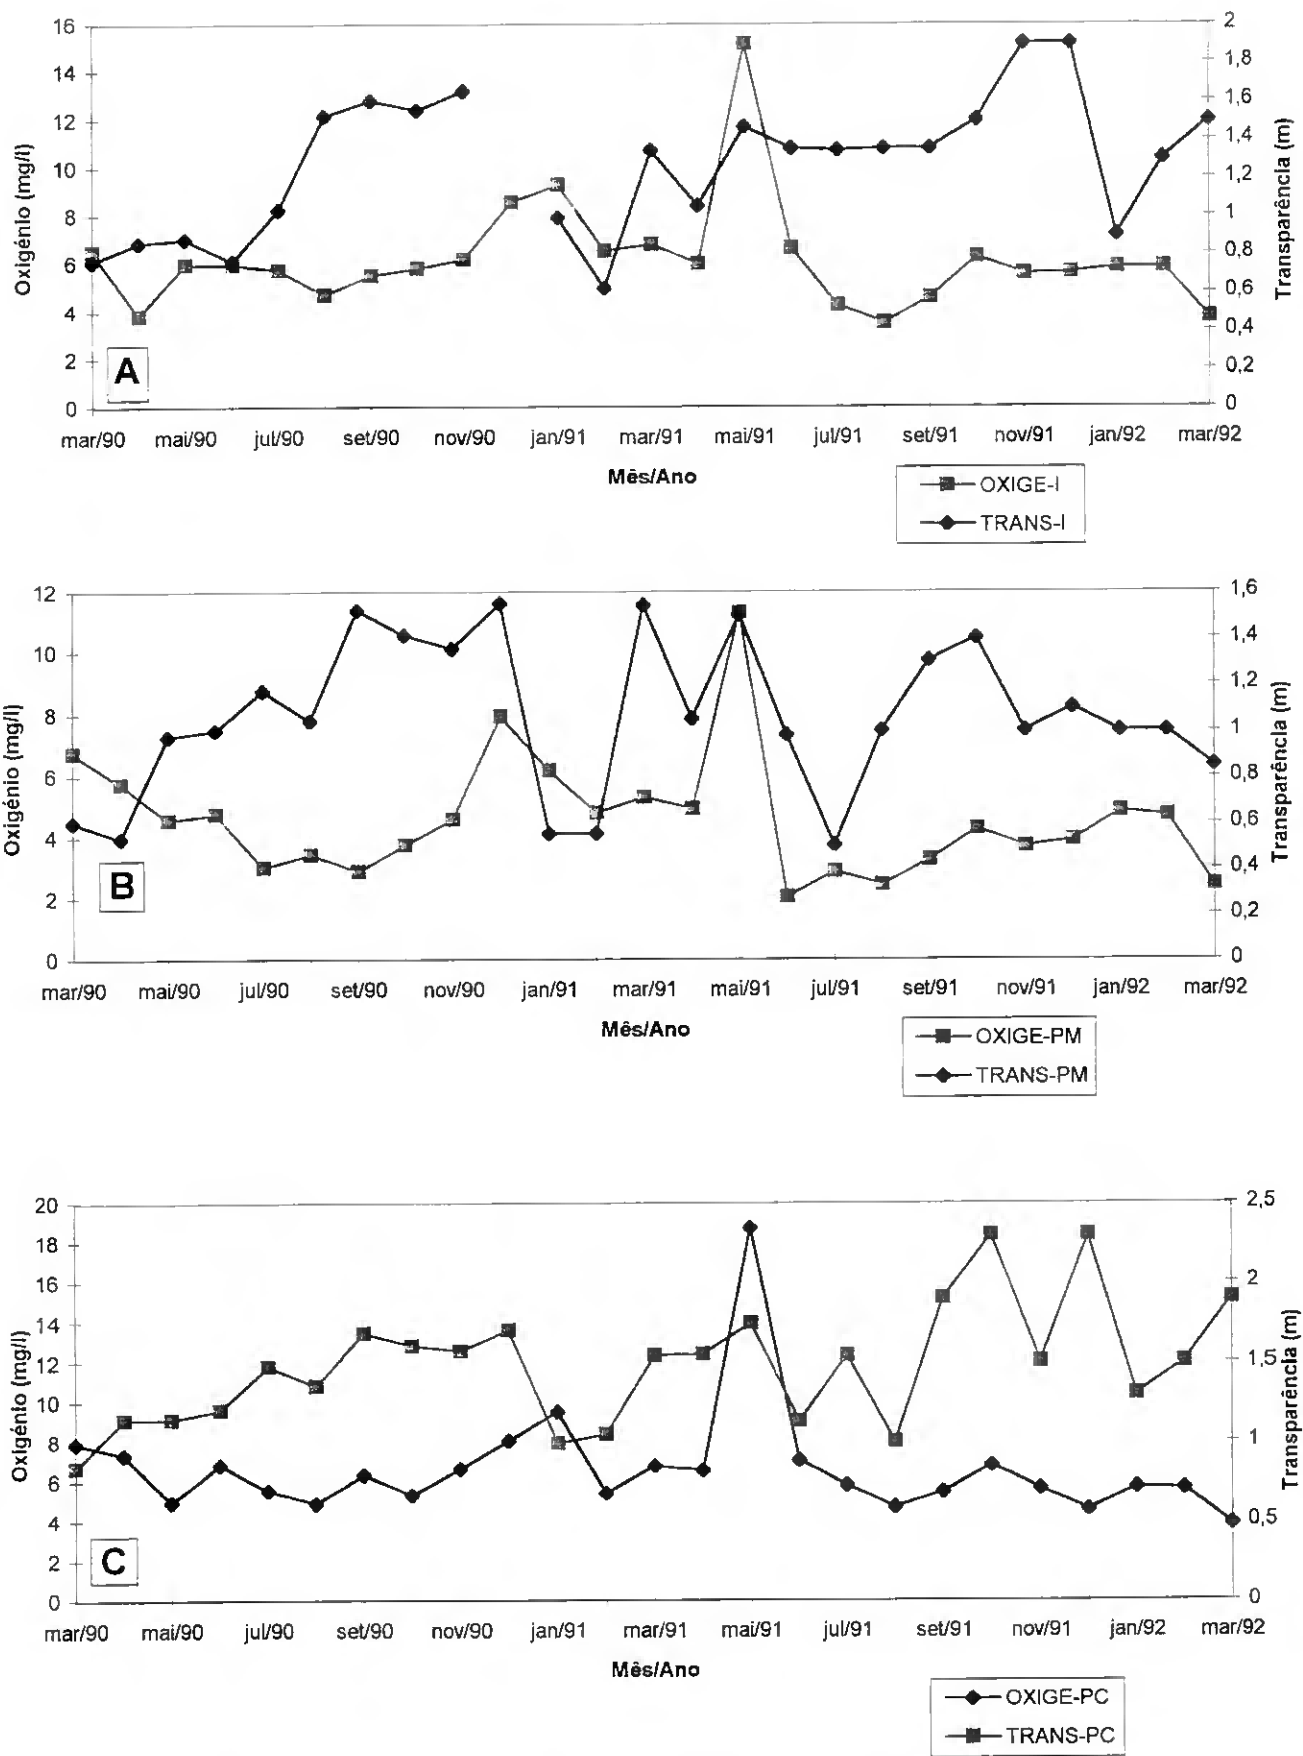 16
14
12
10
8
6
4
2
0
Oxigénio (mg/l)
2
1,8
1,6
1,4
1,2
1
0,8
0,6
0,4
0,2
0
Transparência (m)
A
mar/90 mai/90 jul/90 set/90 nov/90 jan/91 mar/91 mai/91 jul/91 set/91 nov/91 jan/92 mar/92
Mês/Ano
OXIGE-I
TRANS-I
12
10
8
6
4
2
0
Oxigénio (mg/l)
1,6
1,4
1,2
1
0,8
0,6
0,4
0,2
0
Transparência (m)
B
mar/90 mai/90 jul/90 set/90 nov/90 jan/91 mar/91 mai/91 jul/91 set/91 nov/91 jan/92 mar/92
Mês/Ano
OXIGE-PM
TRANS-PM
20
18
16
14
12
10
8
6
4
2
0
Oxigénio (mg/l)
2,5
2
1,5
1
0,5
0
Transparência (m)
C
mar/90 mai/90 jul/90 set/90 nov/90 jan/91 mar/91 mai/91 jul/91 set/91 nov/91 jan/92 mar/92
Mês/Ano
OXIGE-PC
TRANS-PC